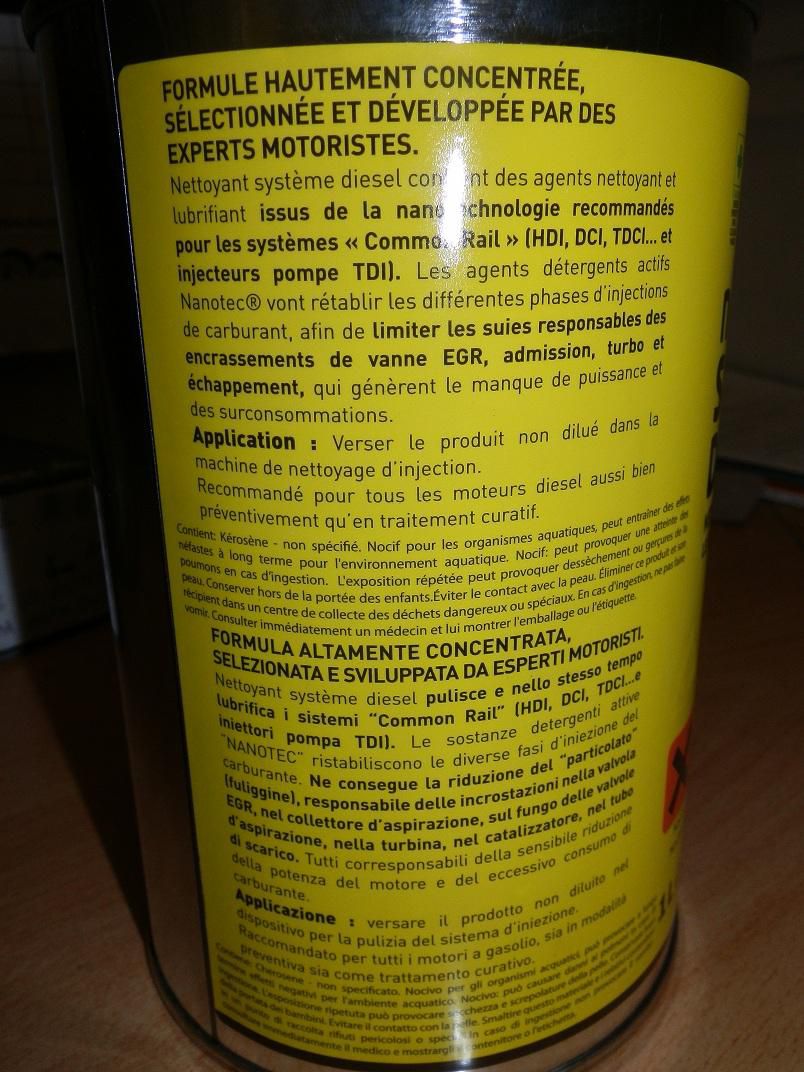 FORMULE HAUTEMENT CONCENTRÉE,
SÉLECTIONNÉE ET DÉVELOPPÉE PAR DES
EXPERTS MOTORISTES.
Nettoyant système diesel des agents nettoyant et
lubrifiant issus de la recommandés
pour les systèmes « Common Rail » (HDI, DCI, TDCI... et
injecteurs pompe TDI). Les agents détergents actifs
Nanotec® vont rétablir les différentes phases d'injections
de carburant, afin de limiter les suies responsables des
encrassements de vanne EGR, admission, turbo et
échappement, qui génèrent le manque de puissance et
des surconsommations.
Application : Verser le produit non dilué dans la
machine de nettoyage d'injection.
Recommandé pour tous les moteurs diesel aussi bien
préventivement qu'en traitement curatif.
Contient: Kérosène - non spécifié. Nocif pour les organismes aquatiques, peut entraîner des effets
néfastes à long terme pour l'environnement aquatique. Nocif: peut provoquer une atteinte des
poumons en cas d'ingestion. L'exposition répétée peut provoquer dessèchement ou gerçures de la
peau. Conserver hors de la portée des enfants.Éviter le contact avec la peau. Éliminer ce produit et son
récipient dans un centre de collecte des déchets dangereux ou spéciaux. En cas d'ingestion, ne pas faire
vomir. Consulter immédiatement un médecin et lui montrer l'emballage ou l'étiquette.
FORMULA ALTAMENTE CONCENTRATA,
SELEZIONATA E SVILUPPATA DA ESPERTI MOTORISTI.
Nettoyant système diesel pulisce e nello stesso tempo
lubrifica i sistemi "Common Rail" (HDI, DCI, TDCI...e
iniettori pompa TDI). Le sostanze detergenti attive
"NANOTEC" ristabiliscono le diverse fasi d'iniezione del
carburante. Ne consegue la riduzione del "particolato"
(fuliggine), responsabile delle incrostazioni nella valvola
EGR, nel collettore d'aspirazione, sul fungo delle valvole
d'aspirazione, nella turbina, nel catalizzatore, nel tubo
di scarico. Tutti corresponsabili della sensibile riduzione
della potenza del motore e del eccessivo consumo di
carburante.
Applicazione : versare il prodotto non diluito nel
dispositivo per la pulizia del sistema d'iniezione.
Raccomandato per tutti i motori a gasolio, sia in modalità
preventiva sia come trattamento curativo.
Contiene: Cherosene - non specificato. Nocivo per gli organismi acquatici, può provocare a lungo
termine effetti negativi per l'ambiente acquatico. Nocivo: può causare danni ai polmoni in caso di
ingestione. L'esposizione ripetuta può provocare secchezza e screpolature della pelle.
dalla portata dei bambini. Evitare il contatto con la pelle. Smaltire questo materiale e
in un punto di raccolta rifiuti pericolosi o speciali. In caso di ingestione non provocare il
immediatamente il medico e mostrargli contenitore o l'etichetta.